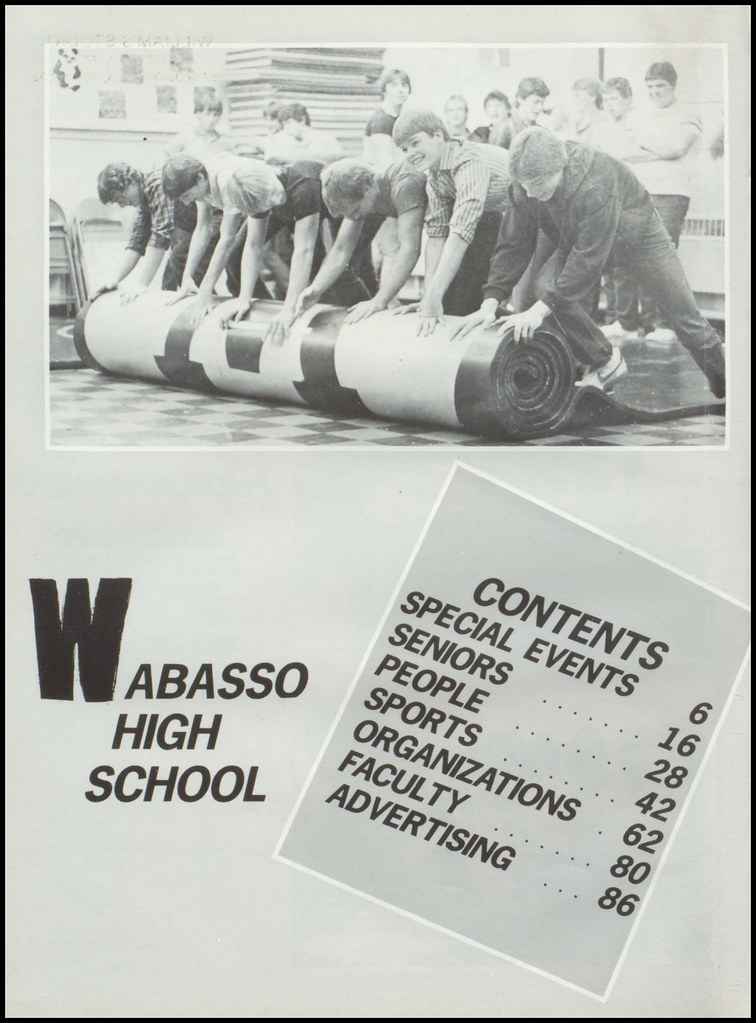 WABASSO
HIGH
SCHOOL
CONTENTS
SPECIAL EVENTS 6
SENIORS . . . . . . . . 16
PEOPLE . . . . . . . . . 28
SPORTS . . . . . . . . . 42
ORGANIZATIONS . 62
FACULTY . . . . . . . . 80
ADVERTISING . . . 86